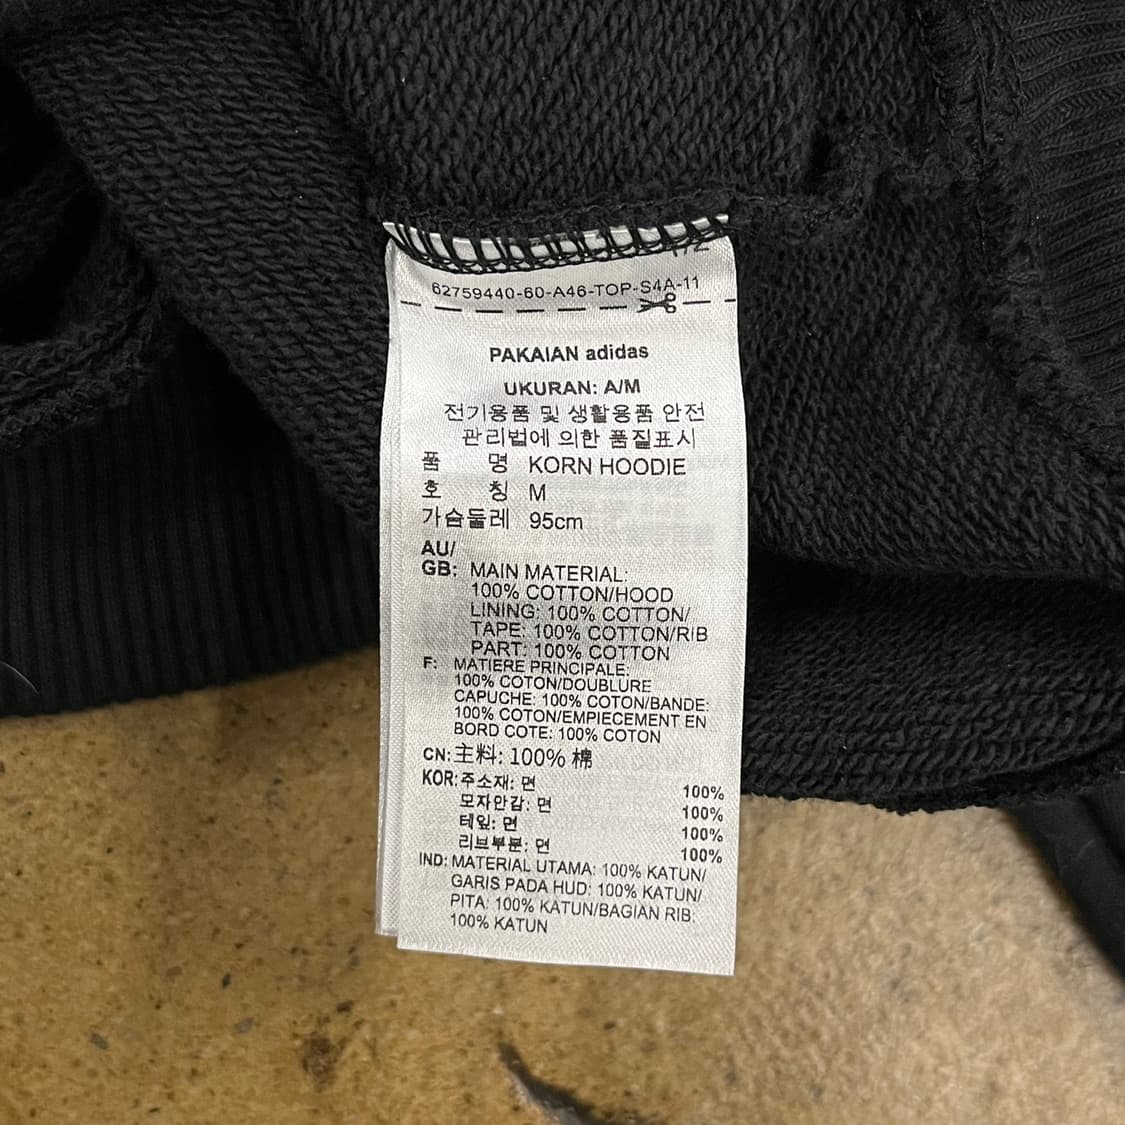 62759440-60-A46-TOP-S4A-11
PAKAIAN adidas
UKURAN: A/M
전기용품 및 생활용품 안전
관리법에 의한 품질표시
품 명 KORN HOODIE
호 칭 M
가슴둘레 95cm
AU/
GB: MAIN MATERIAL:
100% COTTON/HOOD
LINING: 100% COTTON/
TAPE: 100% COTTON/RIB
PART: 100% COTTON
F: MATIERE PRINCIPALE:
100% COTON/DOUBLURE
CAPUCHE: 100% COTON/BANDE:
100% COTON/EMPIECEMENT EN
BORD COTE: 100% COTON
CN: 主料: 100% 棉
KOR: 주소재: 면 100%
모자안감: 면 100%
테잎: 면 100%
리브부분: 면 100%
IND: MATERIAL UTAMA: 100% KATUN/
GARIS PADA HUD: 100% KATUN/
PITA: 100% KATUN/BAGIAN RIB:
100% KATUN